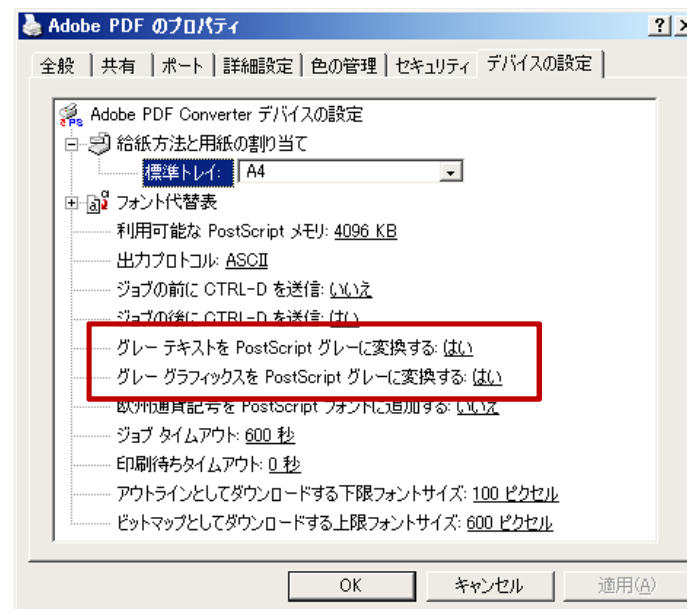 Adobe PDF のプロパティ
全般 共有 ポート 詳細設定 色の管理 セキュリティ デバイスの設定
Adobe PDF Converter デバイスの設定
給紙方法と用紙の割り当て
標準トレイ: A4
フォント代替表
利用可能な PostScript メモリ: 4096 KB
出力プロトコル: ASCII
ジョブの前に CTRL-D を送信: いいえ
ジョブの後に CTRL-D を送信: はい
グレー テキストを PostScript グレーに変換する: はい
グレー グラフィックスを PostScript グレーに変換する: はい
欧州通貨記号を PostScript フォントに追加する: いいえ
ジョブ タイムアウト: 600 秒
印刷待ちタイムアウト: 0 秒
アウトラインとしてダウンロードする下限フォントサイズ: 100 ピクセル
ビットマップとしてダウンロードする上限フォントサイズ: 600 ピクセル
OK キャンセル 適用(A)